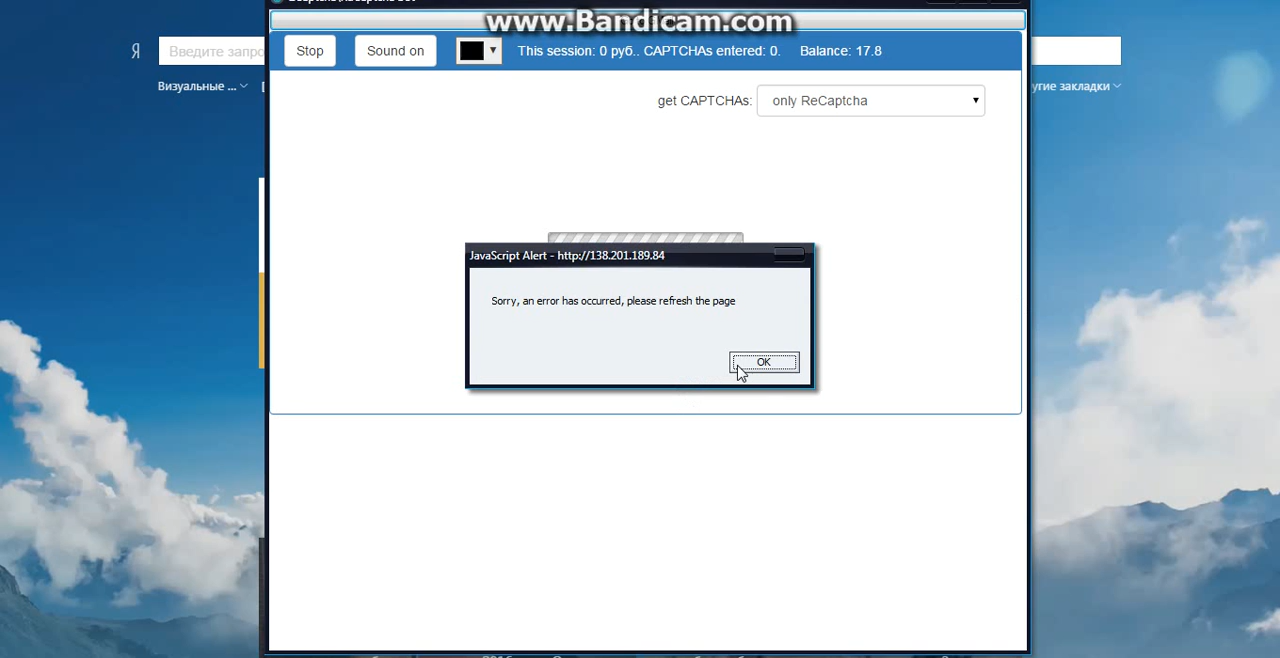 www.Bandicam.com
Я Введите запро
Stop Sound on This session: 0 руб.. CAPTCHAs entered: 0. Balance: 17.8
Визуальные ...
угие закладки
get CAPTCHAs: only ReCaptcha
JavaScript Alert - http://138.201.189.84
Sorry, an error has occurred, please refresh the page
OK